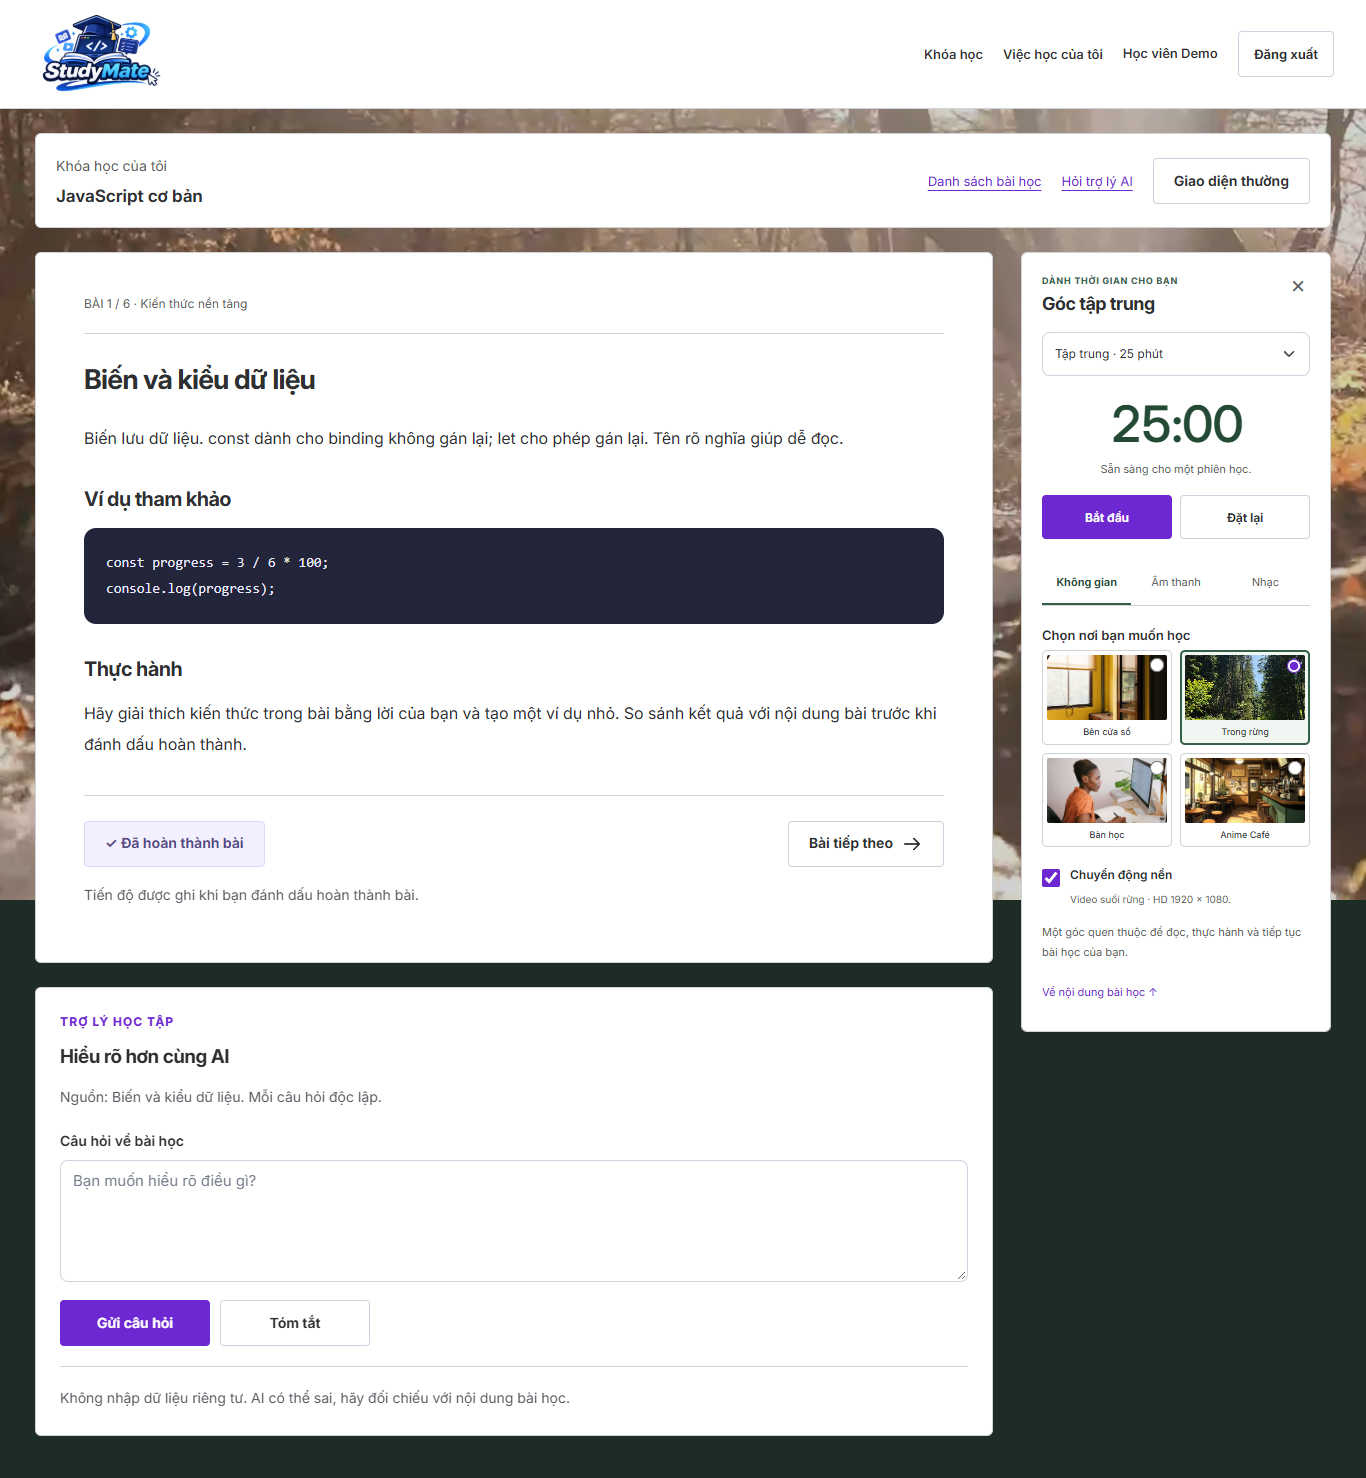 </>
StudyMate
Khóa học
Việc học của tôi
Học viên Demo
Đăng xuất
Khóa học của tôi
JavaScript cơ bản
Danh sách bài học
Hỏi trợ lý AI
Giao diện thường
BÀI 1 / 6 · Kiến thức nền tảng
Biến và kiểu dữ liệu
Biến lưu dữ liệu. const dành cho binding không gán lại; let cho phép gán lại. Tên rõ nghĩa giúp dễ đọc.
Ví dụ tham khảo
const progress = 3 / 6 * 100;
console.log(progress);
Thực hành
Hãy giải thích kiến thức trong bài bằng lời của bạn và tạo một ví dụ nhỏ. So sánh kết quả với nội dung bài trước khi
đánh dấu hoàn thành.
✓ Đã hoàn thành bài
Bài tiếp theo →
Tiến độ được ghi khi bạn đánh dấu hoàn thành bài.
DÀNH THỜI GIAN CHO BẠN
Góc tập trung
Tập trung · 25 phút
25:00
Sẵn sàng cho một phiên học.
Bắt đầu
Đặt lại
Không gian
Âm thanh
Nhạc
Chọn nơi bạn muốn học
Bên cửa sổ
Trong rừng
Bàn học
Anime Café
Chuyển động nền
Video suối rừng · HD 1920 × 1080.
Một góc quen thuộc để đọc, thực hành và tiếp tục
bài học của bạn.
Về nội dung bài học ↑
TRỢ LÝ HỌC TẬP
Hiểu rõ hơn cùng AI
Nguồn: Biến và kiểu dữ liệu. Mỗi câu hỏi độc lập.
Câu hỏi về bài học
Bạn muốn hiểu rõ điều gì?
Gửi câu hỏi
Tóm tắt
Không nhập dữ liệu riêng tư. AI có thể sai, hãy đối chiếu với nội dung bài học.